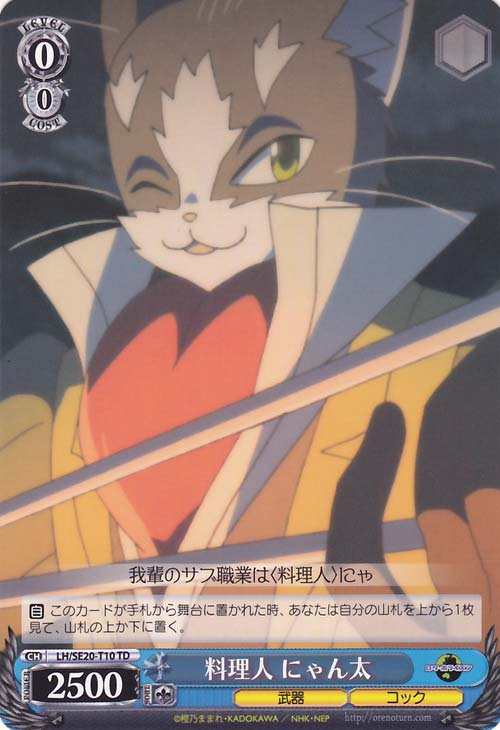 LEVEL
0
0
COST
我輩のサブ職業は〈料理人〉にゃ
自 このカードが手札から舞台に置かれた時、あなたは自分の山札を上から1枚
見て、山札の上か下に置く。
CH LH/SE20-T10 TD
POWER
2500
SOUL
料理人 にゃん太
武器
コック
©橙乃ままれ・KADOKAWA / NHK・NEP
http://orenoturn.com/